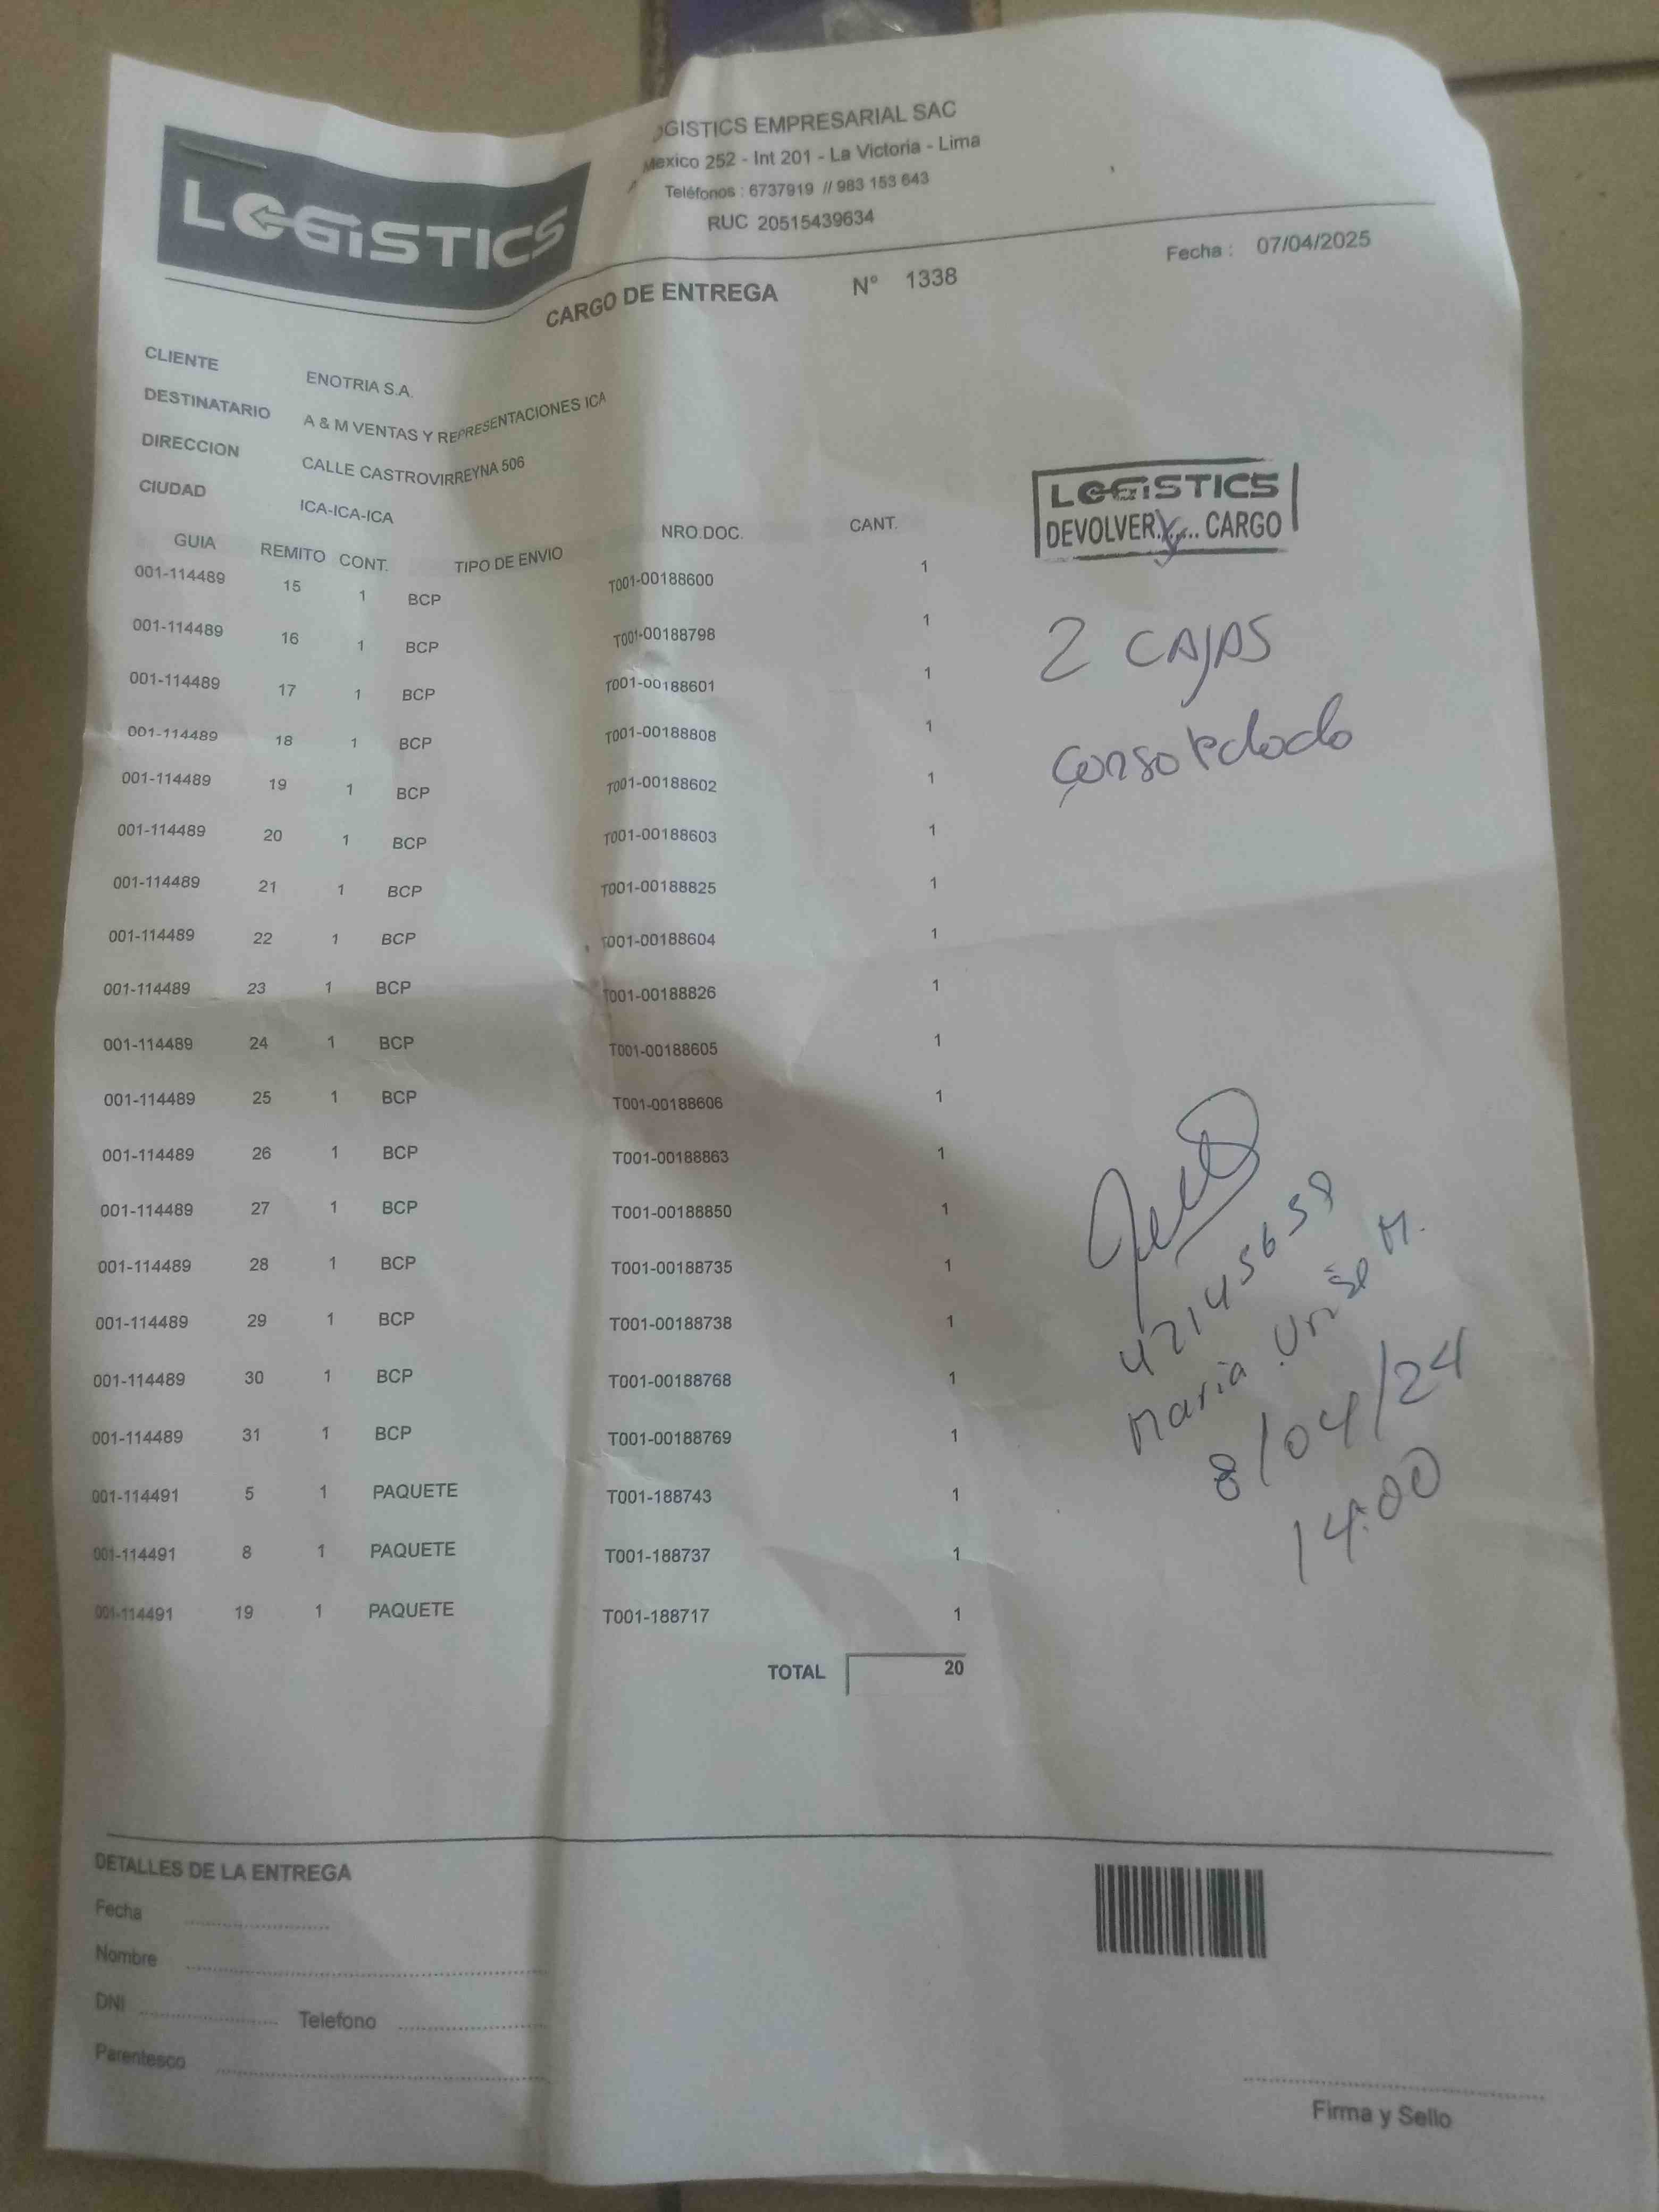 LOGiSTICS
OGISTICS EMPRESARIAL SAC
Mexico 252 - Int 201 - La Victoria - Lima
Teléfonos : 6737919 // 983 153 643
RUC 20515439634
Fecha : 07/04/2025
CARGO DE ENTREGA N° 1338
CLIENTE ENOTRIA S.A.
DESTINATARIO A & M VENTAS Y REPRESENTACIONES ICA
DIRECCION CALLE CASTROVIRREYNA 506
CIUDAD ICA-ICA-ICA
LOGiSTICS
DEVOLVER CARGO
2 CAJAS
GUIA REMITO CONT. TIPO DE ENVIO NRO.DOC. CANT.
001-114489 15 1 BCP T001-00188600 1
001-114489 16 1 BCP T001-00188798 1
001-114489 17 1 BCP T001-00188601 1
001-114489 18 1 BCP T001-00188808 1
001-114489 19 1 BCP T001-00188602 1
001-114489 20 1 BCP T001-00188603 1
001-114489 21 1 BCP T001-00188825 1
001-114489 22 1 BCP T001-00188604 1
001-114489 23 1 BCP T001-00188826 1
001-114489 24 1 BCP T001-00188605 1
001-114489 25 1 BCP T001-00188606 1
001-114489 26 1 BCP T001-00188863 1
001-114489 27 1 BCP T001-00188850 1
001-114489 28 1 BCP T001-00188735 1
001-114489 29 1 BCP T001-00188738 1
001-114489 30 1 BCP T001-00188768 1
001-114489 31 1 BCP T001-00188769 1
001-114491 5 1 PAQUETE T001-188743 1
001-114491 8 1 PAQUETE T001-188737 1
001-114491 19 1 PAQUETE T001-188717 1
TOTAL 20
42145658
Maria M.
8/04/24
14:00
DETALLES DE LA ENTREGA
Fecha
Nombre
DNI Telefono
Parentesco
Firma y Sello